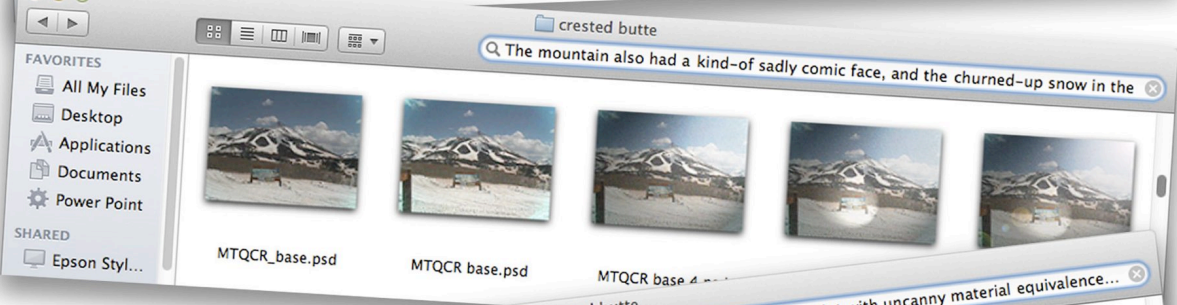 crested butte
The mountain also had a kind-of sadly comic face, and the churned-up snow in the
FAVORITES
All My Files
Desktop
Applications
Documents
Power Point
SHARED
Epson Styl...
MTQCR_base.psd
MTQCR base.psd
MTQCR base 4
butte
with uncanny material equivalence...